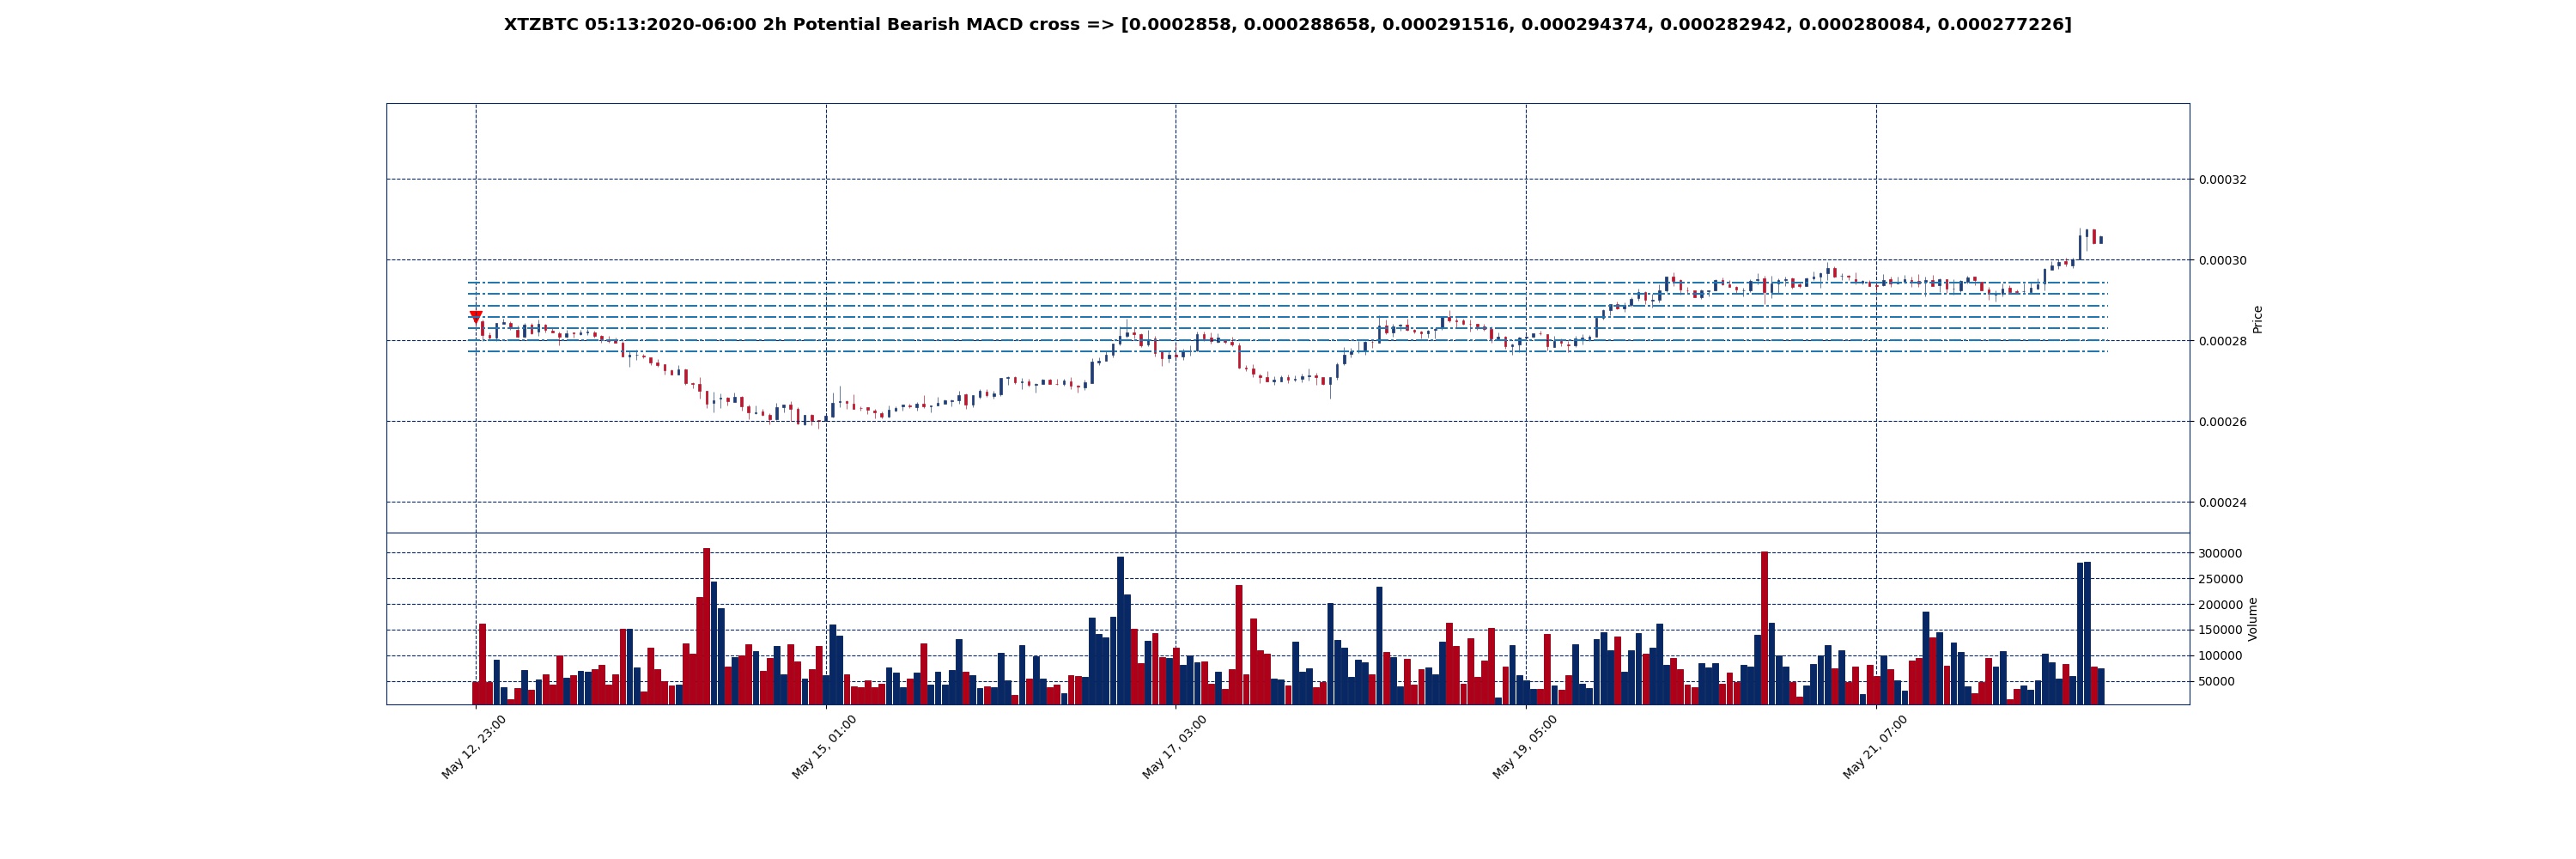 XTZBTC 05:13:2020-06:00 2h Potential Bearish MACD cross => [0.0002858, 0.000288658, 0.000291516, 0.000294374, 0.000282942, 0.000280084, 0.000277226]
0.00032
0.00030
0.00028
0.00026
0.00024
Price
300000
250000
200000
150000
100000
50000
Volume
May 12, 23:00
May 15, 01:00
May 17, 03:00
May 19, 05:00
May 21, 07:00